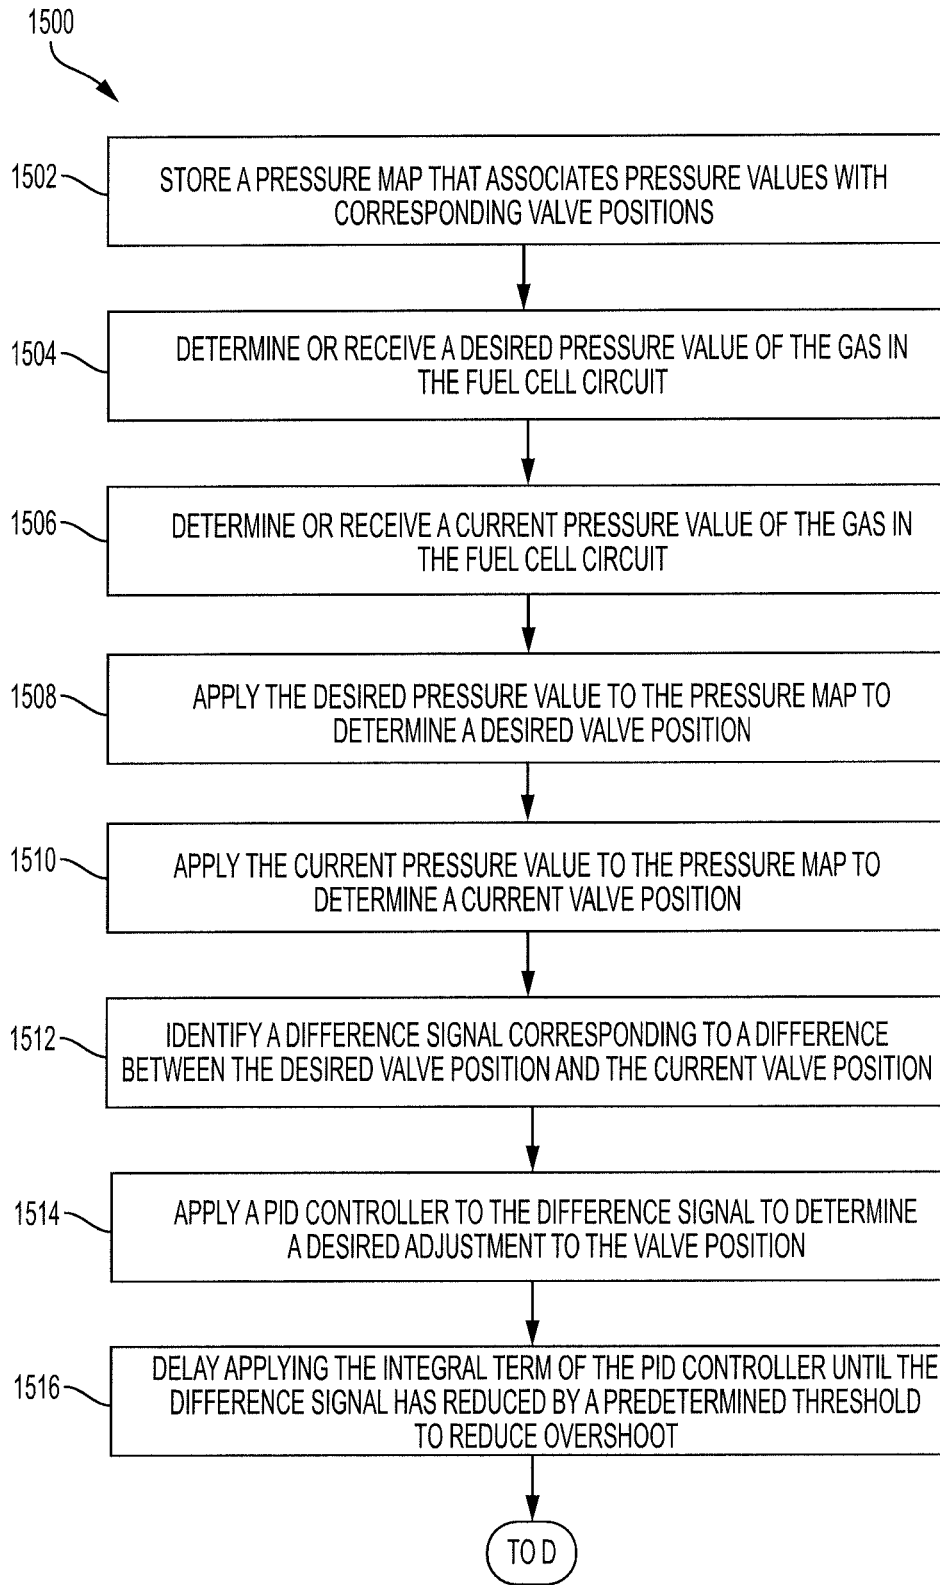 1500
1502
STORE A PRESSURE MAP THAT ASSOCIATES PRESSURE VALUES WITH
CORRESPONDING VALVE POSITIONS
1504
DETERMINE OR RECEIVE A DESIRED PRESSURE VALUE OF THE GAS IN
THE FUEL CELL CIRCUIT
1506
DETERMINE OR RECEIVE A CURRENT PRESSURE VALUE OF THE GAS IN
THE FUEL CELL CIRCUIT
1508
APPLY THE DESIRED PRESSURE VALUE TO THE PRESSURE MAP TO
DETERMINE A DESIRED VALVE POSITION
1510
APPLY THE CURRENT PRESSURE VALUE TO THE PRESSURE MAP TO
DETERMINE A CURRENT VALVE POSITION
1512
IDENTIFY A DIFFERENCE SIGNAL CORRESPONDING TO A DIFFERENCE
BETWEEN THE DESIRED VALVE POSITION AND THE CURRENT VALVE POSITION
1514
APPLY A PID CONTROLLER TO THE DIFFERENCE SIGNAL TO DETERMINE
A DESIRED ADJUSTMENT TO THE VALVE POSITION
1516
DELAY APPLYING THE INTEGRAL TERM OF THE PID CONTROLLER UNTIL THE
DIFFERENCE SIGNAL HAS REDUCED BY A PREDETERMINED THRESHOLD
TO REDUCE OVERSHOOT
TO D